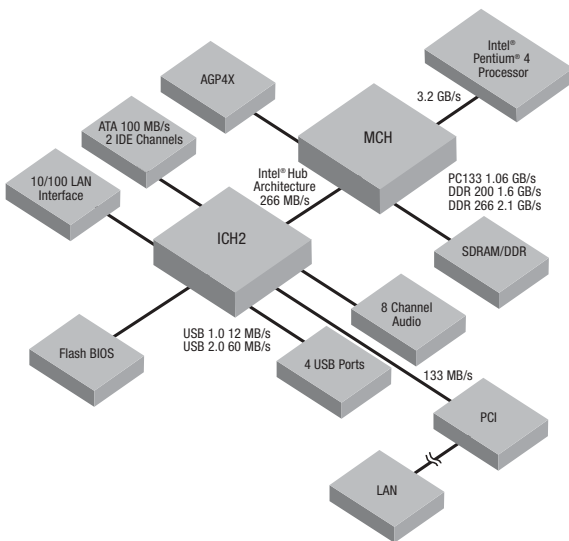 Intel®
Pentium® 4
Processor
AGP4X
3.2 GB/s
MCH
ATA 100 MB/s
2 IDE Channels
10/100 LAN
Interface
Intel® Hub
Architecture
266 MB/s
PC133 1.06 GB/s
DDR 200 1.6 GB/s
DDR 266 2.1 GB/s
ICH2
SDRAM/DDR
8 Channel
Audio
USB 1.0 12 MB/s
USB 2.0 60 MB/s
Flash BIOS
4 USB Ports
133 MB/s
PCI
LAN